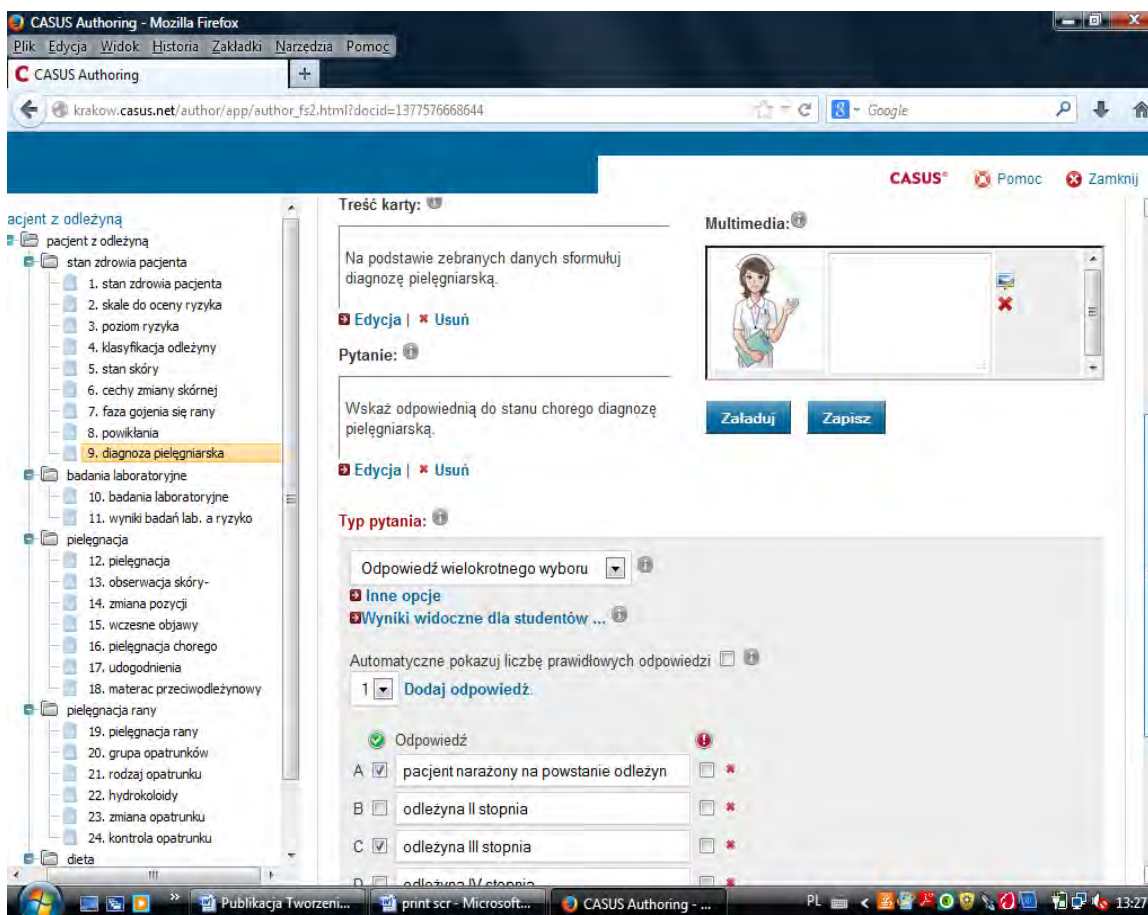 CASUS Authoring - Mozilla Firefox
Plik Edycja Widok Historia Zakładki Narzędzia Pomoc
CASUS Authoring
krakow.casus.net/author/app/author_fs2.html?docid=1377576668644
Google
CASUS® Pomoc Zamknij
acjent z odleżyną
pacjent z odleżyną
stan zdrowia pacjenta
1. stan zdrowia pacjenta
2. skale do oceny ryzyka
3. poziom ryzyka
4. klasyfikacja odleżyny
5. stan skóry
6. cechy zmiany skórnej
7. faza gojenia się rany
8. powikłania
9. diagnoza pielęgniarska
badania laboratoryjne
10. badania laboratoryjne
11. wyniki badań lab. a ryzyko
pielęgnacja
12. pielęgnacja
13. obserwacja skóry-
14. zmiana pozycji
15. wczesne objawy
16. pielęgnacja chorego
17. udogodnienia
18. materac przeciwodleżynowy
pielęgnacja rany
19. pielęgnacja rany
20. grupa opatrunków
21. rodzaj opatrunku
22. hydrokoloidy
23. zmiana opatrunku
24. kontrola opatrunku
dieta
Treść karty:
Na podstawie zebranych danych sformułuj
diagnozę pielęgniarską.
Edycja | Usuń
Pytanie:
Wskaż odpowiednią do stanu chorego diagnozę
pielęgniarską.
Edycja | Usuń
Multimedia:
Załaduj Zapisz
Typ pytania:
Odpowiedź wielokrotnego wyboru
Inne opcje
Wyniki widoczne dla studentów ...
Automatyczne pokazuj liczbę prawidłowych odpowiedzi
1 Dodaj odpowiedź.
Odpowiedź
A pacjent narażony na powstanie odleżyn
B odleżyna II stopnia
C odleżyna III stopnia
D odleżyna IV stopnia
Publikacja Tworzeni... print scr - Microsoft... CASUS Authoring - ... PL 13:27